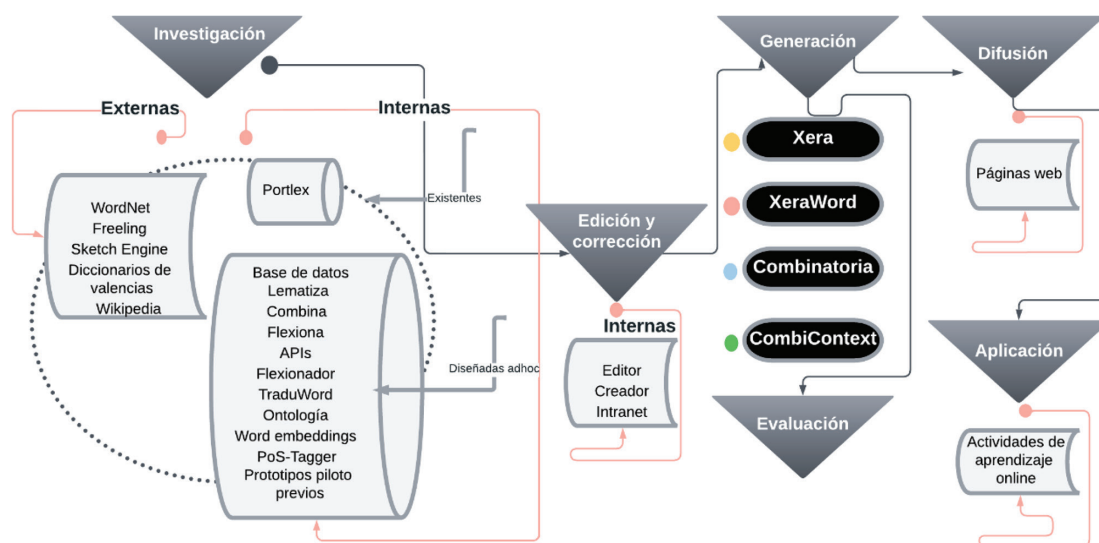 Investigación
Externas
Internas
WordNet
Freeling
Sketch Engine
Diccionarios de
valencias
Wikipedia
Portlex
Existentes
Base de datos
Lematiza
Combina
Flexiona
APIs
Flexionador
TraduWord
Ontología
Word embeddings
PoS-Tagger
Prototipos piloto
previos
Diseñadas adhoc
Edición y
corrección
Internas
Editor
Creador
Intranet
Generación
Xera
XeraWord
Combinatoria
CombiContext
Evaluación
Difusión
Páginas web
Aplicación
Actividades de
aprendizaje
online